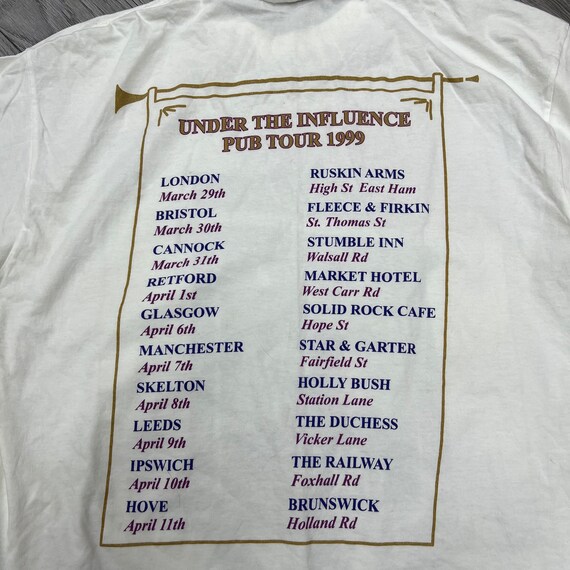 UNDER THE INFLUENCE
PUB TOUR 1999
LONDON
March 29th
RUSKIN ARMS
High St East Ham
BRISTOL
March 30th
FLEECE & FIRKIN
St. Thomas St
CANNOCK
March 31th
STUMBLE INN
Walsall Rd
RETFORD
April 1st
MARKET HOTEL
West Carr Rd
GLASGOW
April 6th
SOLID ROCK CAFE
Hope St
MANCHESTER
April 7th
STAR & GARTER
Fairfield St
SKELTON
April 8th
HOLLY BUSH
Station Lane
LEEDS
April 9th
THE DUCHESS
Vicker Lane
IPSWICH
April 10th
THE RAILWAY
Foxhall Rd
HOVE
April 11th
BRUNSWICK
Holland Rd